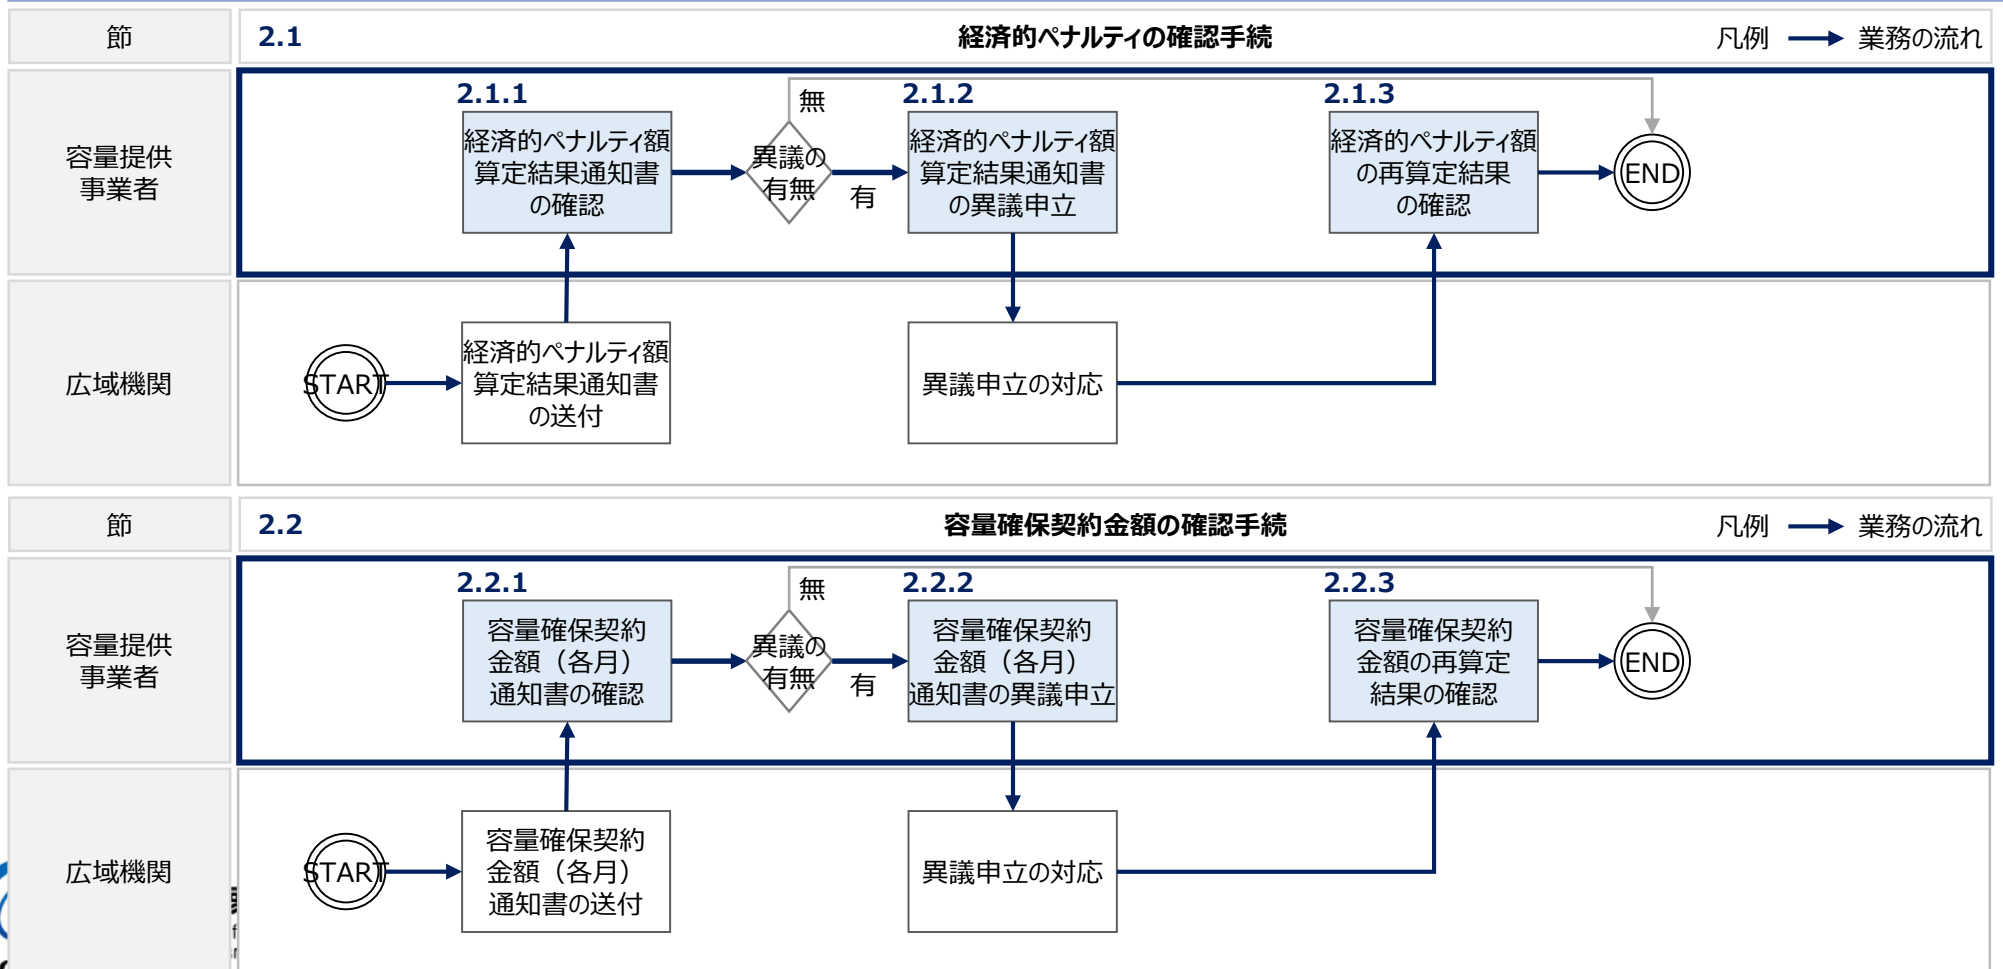 節
2.1
経済的ペナルティの確認手続
凡例
業務の流れ
容量提供
事業者
2.1.1
経済的ペナルティ額
算定結果通知書
の確認
異議の
有無
無
有
2.1.2
経済的ペナルティ額
算定結果通知書
の異議申立
2.1.3
経済的ペナルティ額
の再算定結果
の確認
END
広域機関
START
経済的ペナルティ額
算定結果通知書
の送付
異議申立の対応
節
2.2
容量確保契約金額の確認手続
凡例
業務の流れ
容量提供
事業者
2.2.1
容量確保契約
金額（各月）
通知書の確認
異議の
有無
無
有
2.2.2
容量確保契約
金額（各月）
通知書の異議申立
2.2.3
容量確保契約
金額の再算定
結果の確認
END
広域機関
START
容量確保契約
金額（各月）
通知書の送付
異議申立の対応